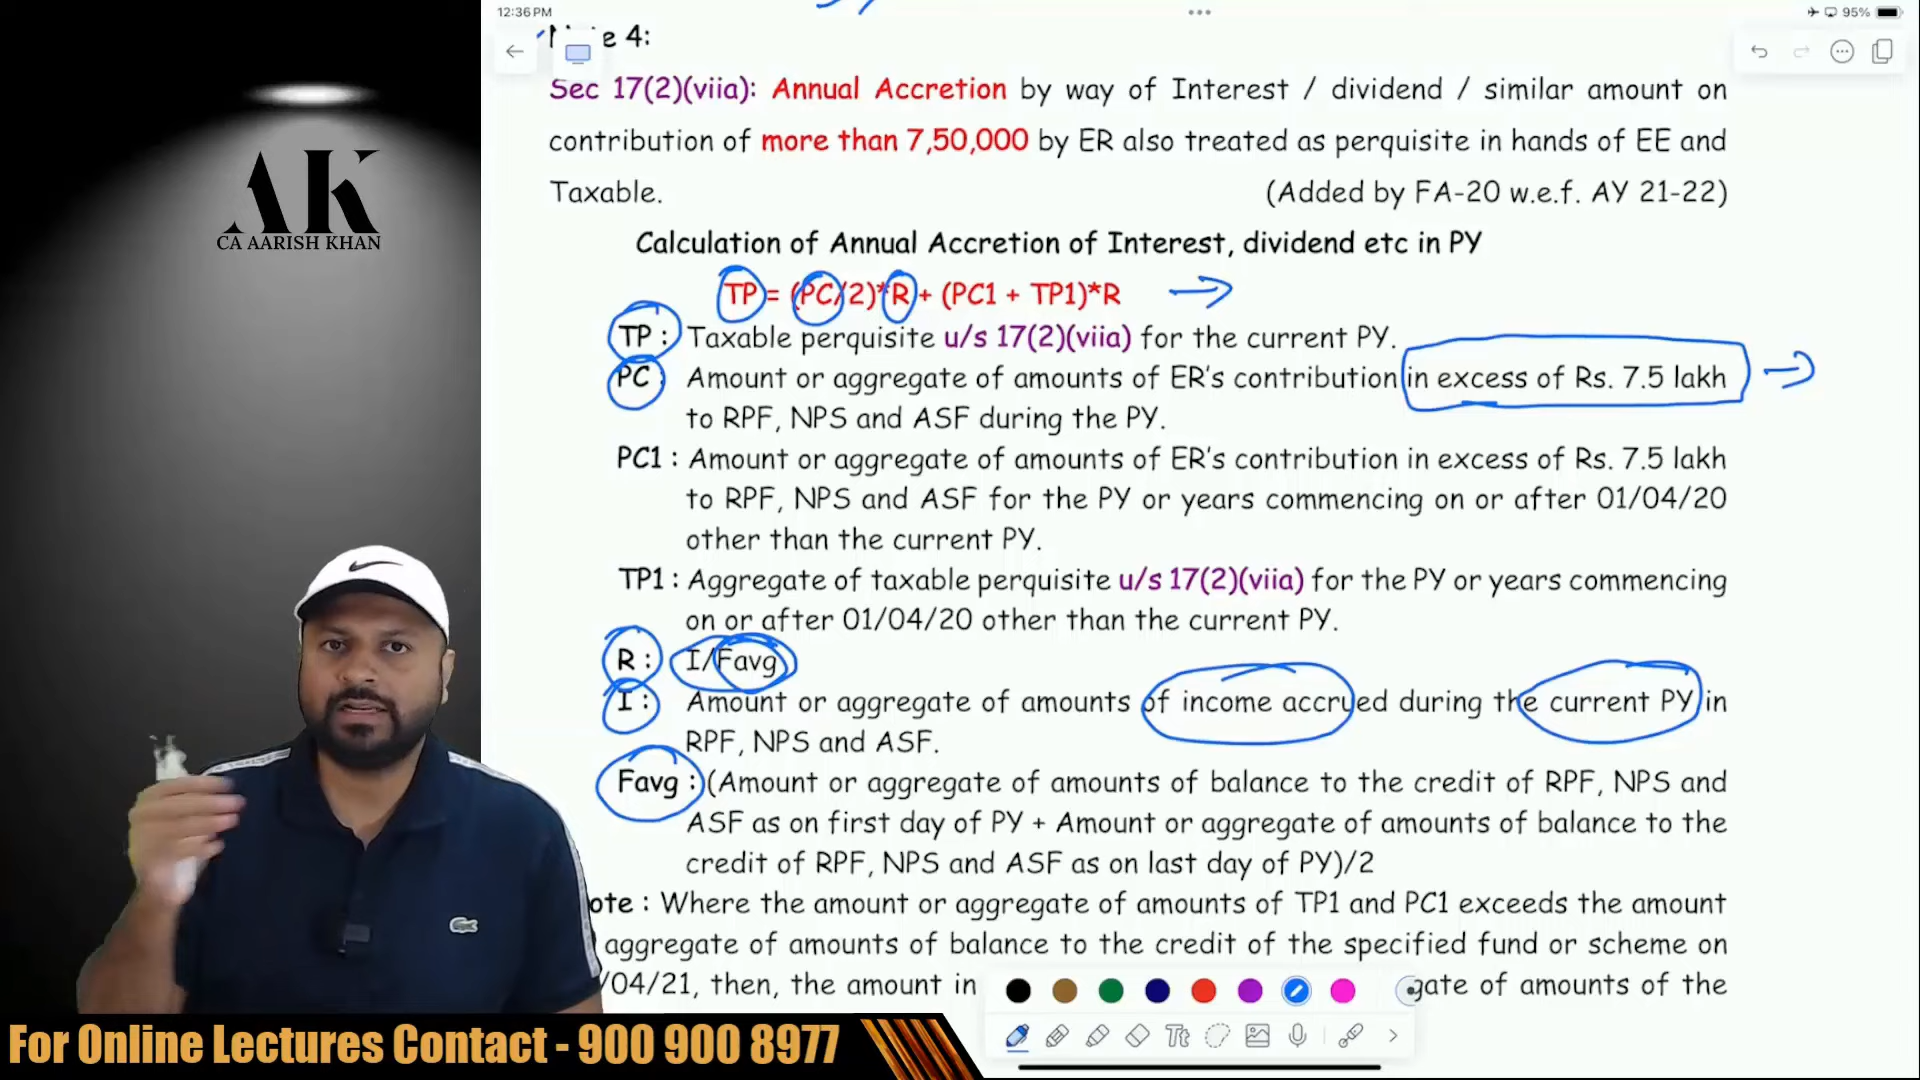 12:36 PM
95%
e 4:
Sec 17(2)(viia): Annual Accretion by way of Interest / dividend / similar amount on
contribution of more than 7,50,000 by ER also treated as perquisite in hands of EE and
Taxable. (Added by FA-20 w.e.f. AY 21-22)
Calculation of Annual Accretion of Interest, dividend etc in PY
TP = (PC/2)*R + (PC1 + TP1)*R
TP : Taxable perquisite u/s 17(2)(viia) for the current PY.
PC : Amount or aggregate of amounts of ER's contribution in excess of Rs. 7.5 lakh
to RPF, NPS and ASF during the PY.
PC1 : Amount or aggregate of amounts of ER's contribution in excess of Rs. 7.5 lakh
to RPF, NPS and ASF for the PY or years commencing on or after 01/04/20
other than the current PY.
TP1 : Aggregate of taxable perquisite u/s 17(2)(viia) for the PY or years commencing
on or after 01/04/20 other than the current PY.
R : I/Favg
I : Amount or aggregate of amounts of income accrued during the current PY in
RPF, NPS and ASF.
Favg : (Amount or aggregate of amounts of balance to the credit of RPF, NPS and
ASF as on first day of PY + Amount or aggregate of amounts of balance to the
credit of RPF, NPS and ASF as on last day of PY)/2
ote : Where the amount or aggregate of amounts of TP1 and PC1 exceeds the amount
aggregate of amounts of balance to the credit of the specified fund or scheme on
/04/21, then, the amount in gate of amounts of the
Tt
AK
CA AARISH KHAN
For Online Lectures Contact - 900 900 8977